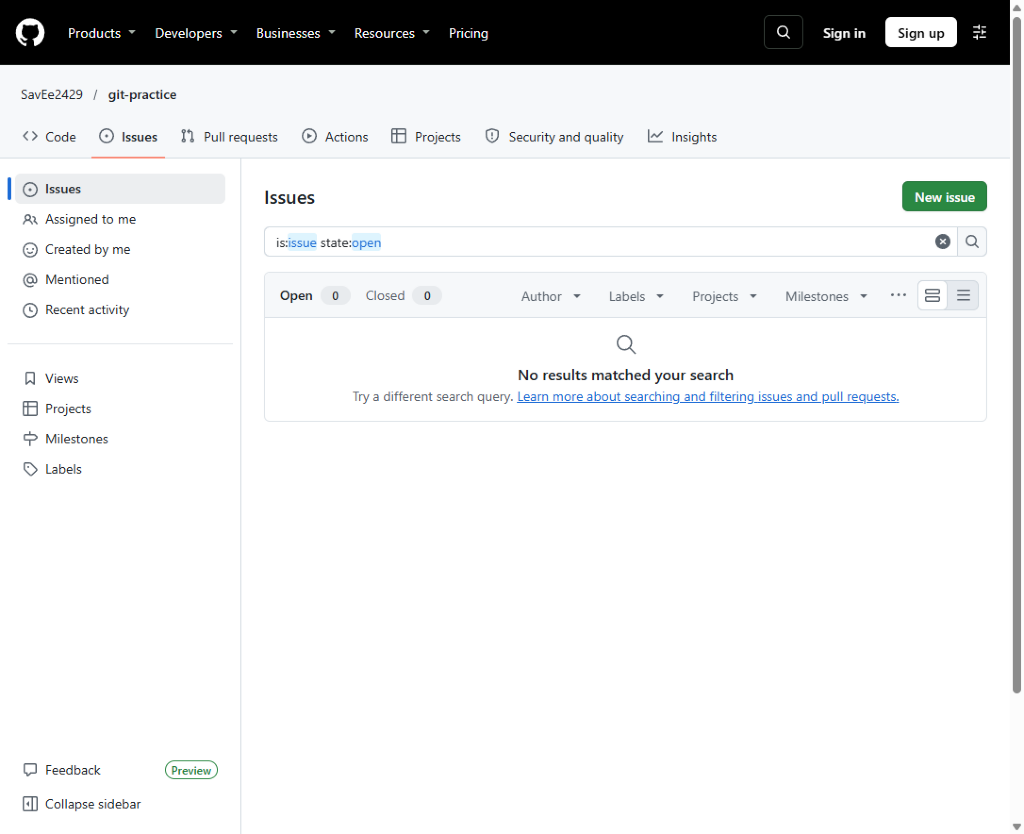 Products Developers Businesses Resources Pricing Sign in Sign up
SavEe2429 / git-practice
Code Issues Pull requests Actions Projects Security and quality Insights
Issues
Assigned to me
Created by me
Mentioned
Recent activity
Views
Projects
Milestones
Labels
Feedback Preview
Collapse sidebar
Issues New issue
is:issue state:open
Open 0 Closed 0 Author Labels Projects Milestones
No results matched your search
Try a different search query. Learn more about searching and filtering issues and pull requests.